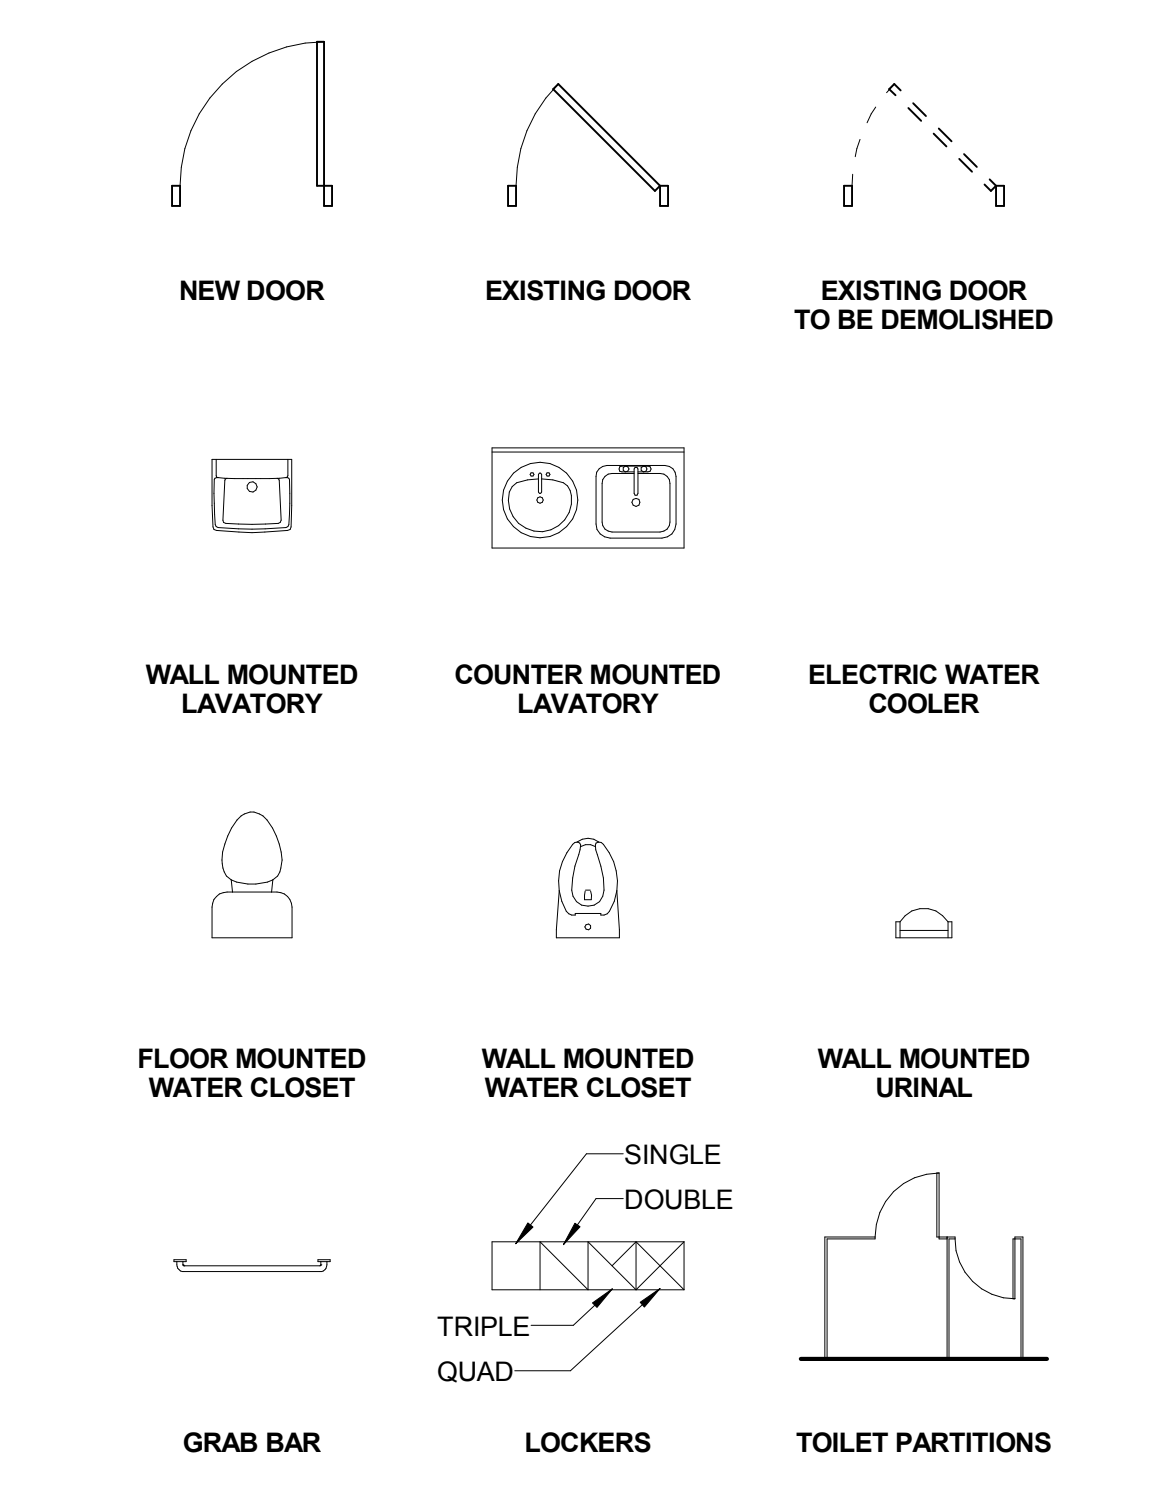 NEW DOOR
EXISTING DOOR
EXISTING DOOR
TO BE DEMOLISHED
WALL MOUNTED
LAVATORY
COUNTER MOUNTED
LAVATORY
ELECTRIC WATER
COOLER
FLOOR MOUNTED
WATER CLOSET
WALL MOUNTED
WATER CLOSET
WALL MOUNTED
URINAL
SINGLE
DOUBLE
TRIPLE
QUAD
GRAB BAR
LOCKERS
TOILET PARTITIONS